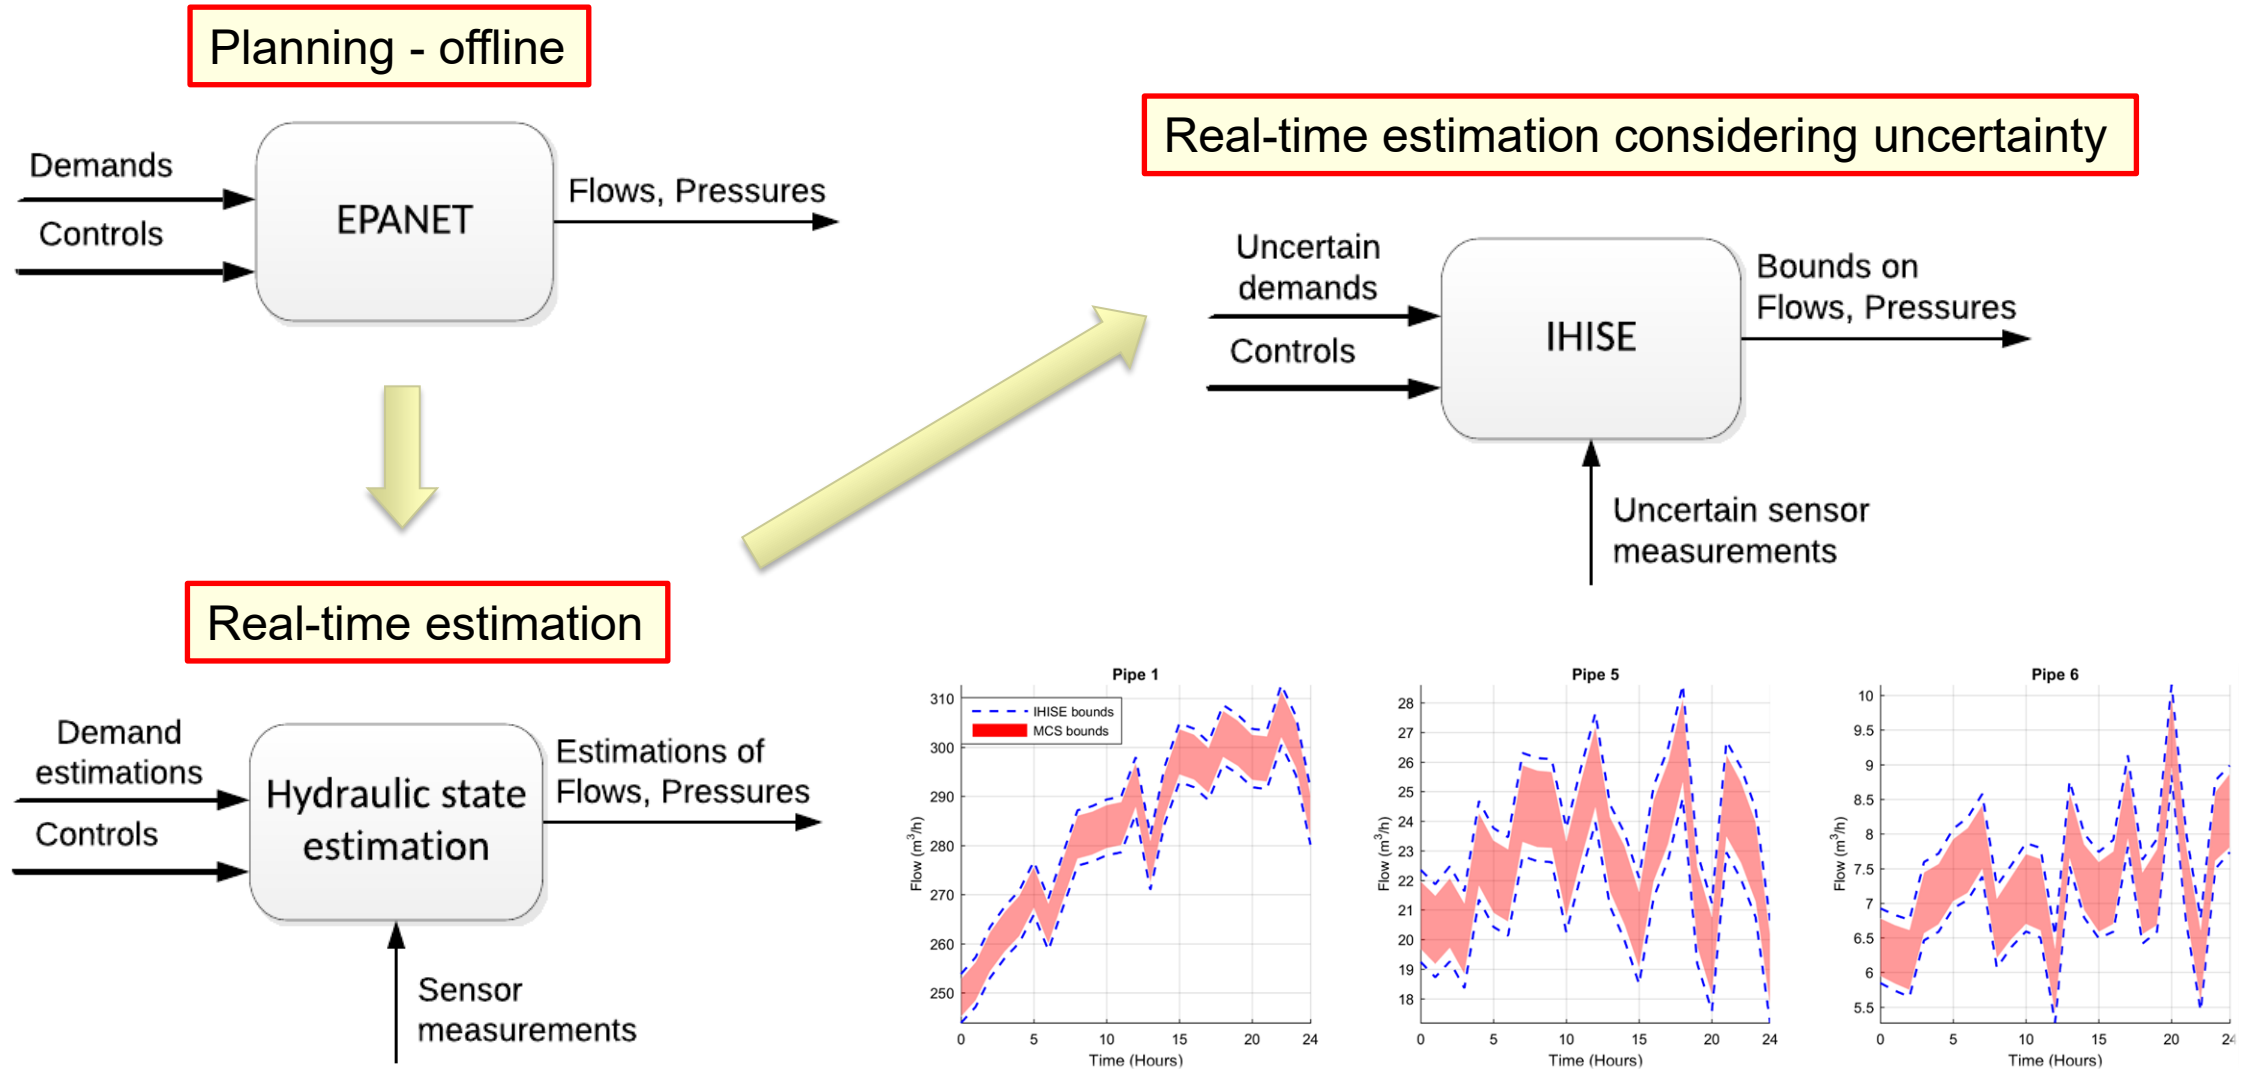 Planning - offline
Demands
Controls
EPANET
Flows, Pressures
Real-time estimation considering uncertainty
Uncertain
demands
Controls
IHISE
Bounds on
Flows, Pressures
Uncertain sensor
measurements
Real-time estimation
Demand
estimations
Controls
Hydraulic state
estimation
Estimations of
Flows, Pressures
Sensor
measurements
Pipe 1
IHISE bounds
MCS bounds
Flow (m³/h)
310
300
290
280
270
260
250
0 5 10 15 20 24
Time (Hours)
Pipe 5
Flow (m³/h)
28
27
26
25
24
23
22
21
20
19
18
0 5 10 15 20 24
Time (Hours)
Pipe 6
Flow (m³/h)
10
9.5
9
8.5
8
7.5
7
6.5
6
5.5
0 5 10 15 20 24
Time (Hours)